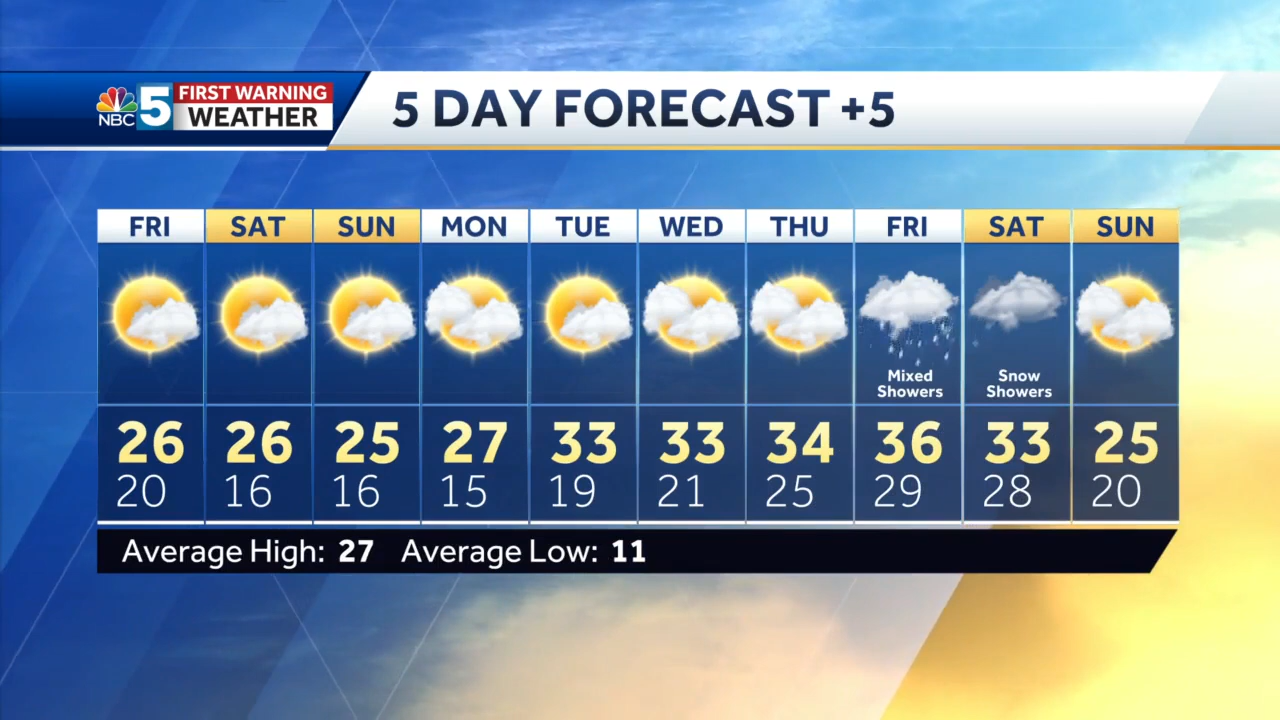 NBC 5 FIRST WARNING
WEATHER
5 DAY FORECAST +5
FRI SAT SUN MON TUE WED THU FRI SAT SUN
Mixed Snow
Showers Showers
26 26 25 27 33 33 34 36 33 25
20 16 16 15 19 21 25 29 28 20
Average High: 27 Average Low: 11